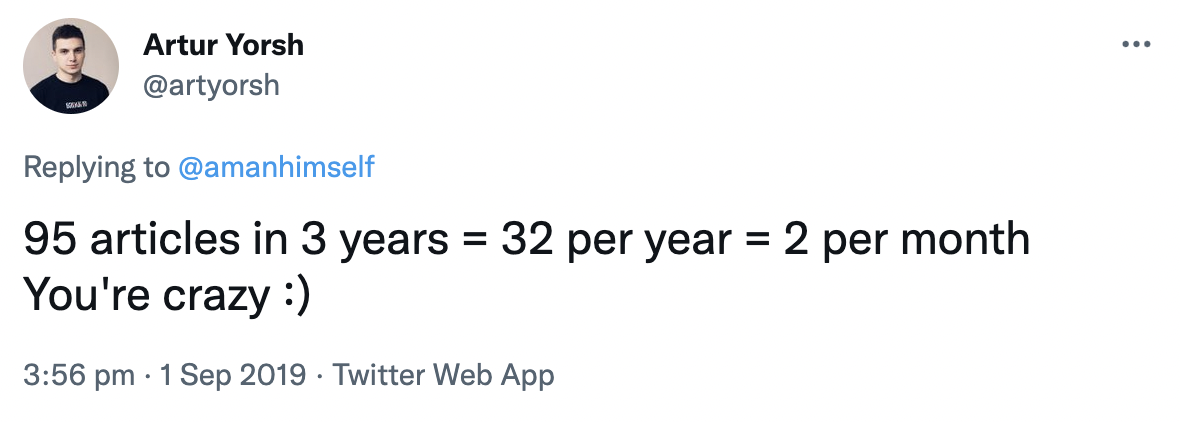 Artur Yorsh
@artyorsh
Replying to @amanhimself
95 articles in 3 years = 32 per year = 2 per month
You're crazy :)
3:56 pm · 1 Sep 2019 · Twitter Web App